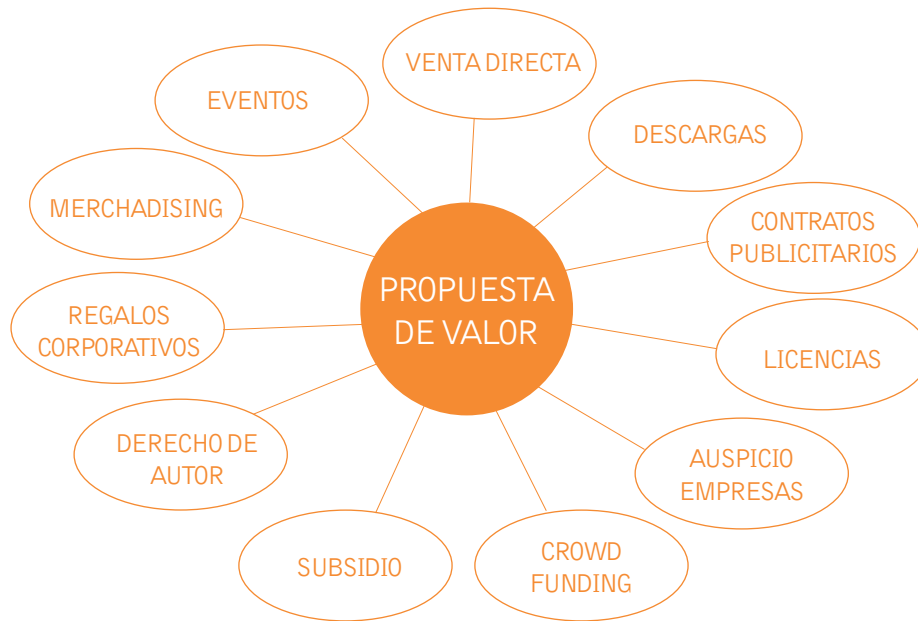 VENTA DIRECTA
EVENTOS
DESCARGAS
MERCHADISING
CONTRATOS
PUBLICITARIOS
PROPUESTA
DE VALOR
REGALOS
CORPORATIVOS
LICENCIAS
DERECHO DE
AUTOR
AUSPICIO
EMPRESAS
SUBSIDIO
CROWD
FUNDING